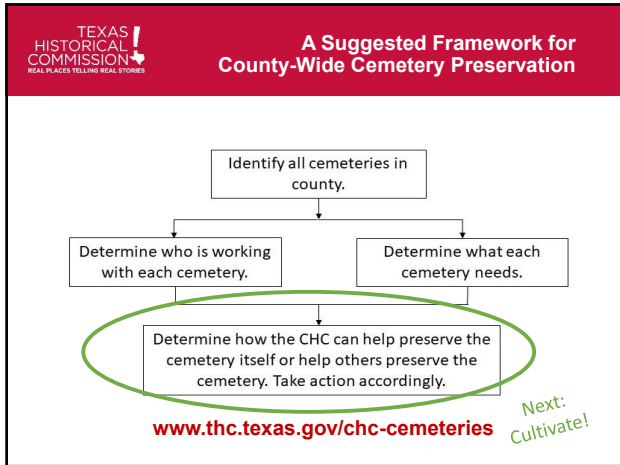 TEXAS
HISTORICAL
COMMISSION
REAL PLACES TELLING REAL STORIES
A Suggested Framework for
County-Wide Cemetery Preservation
Identify all cemeteries in
county.
Determine who is working
with each cemetery.
Determine what each
cemetery needs.
Determine how the CHC can help preserve the
cemetery itself or help others preserve the
cemetery. Take action accordingly.
www.thc.texas.gov/chc-cemeteries
Next:
Cultivate!